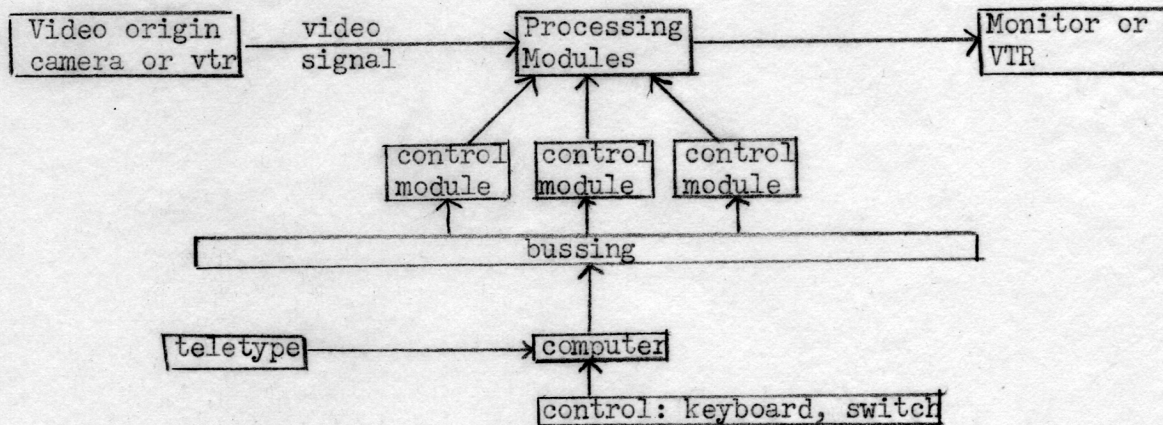 Video origin
camera or vtr
video
signal
Processing
Modules
Monitor or
VTR
control
module
control
module
control
module
bussing
teletype
computer
control: keyboard, switch